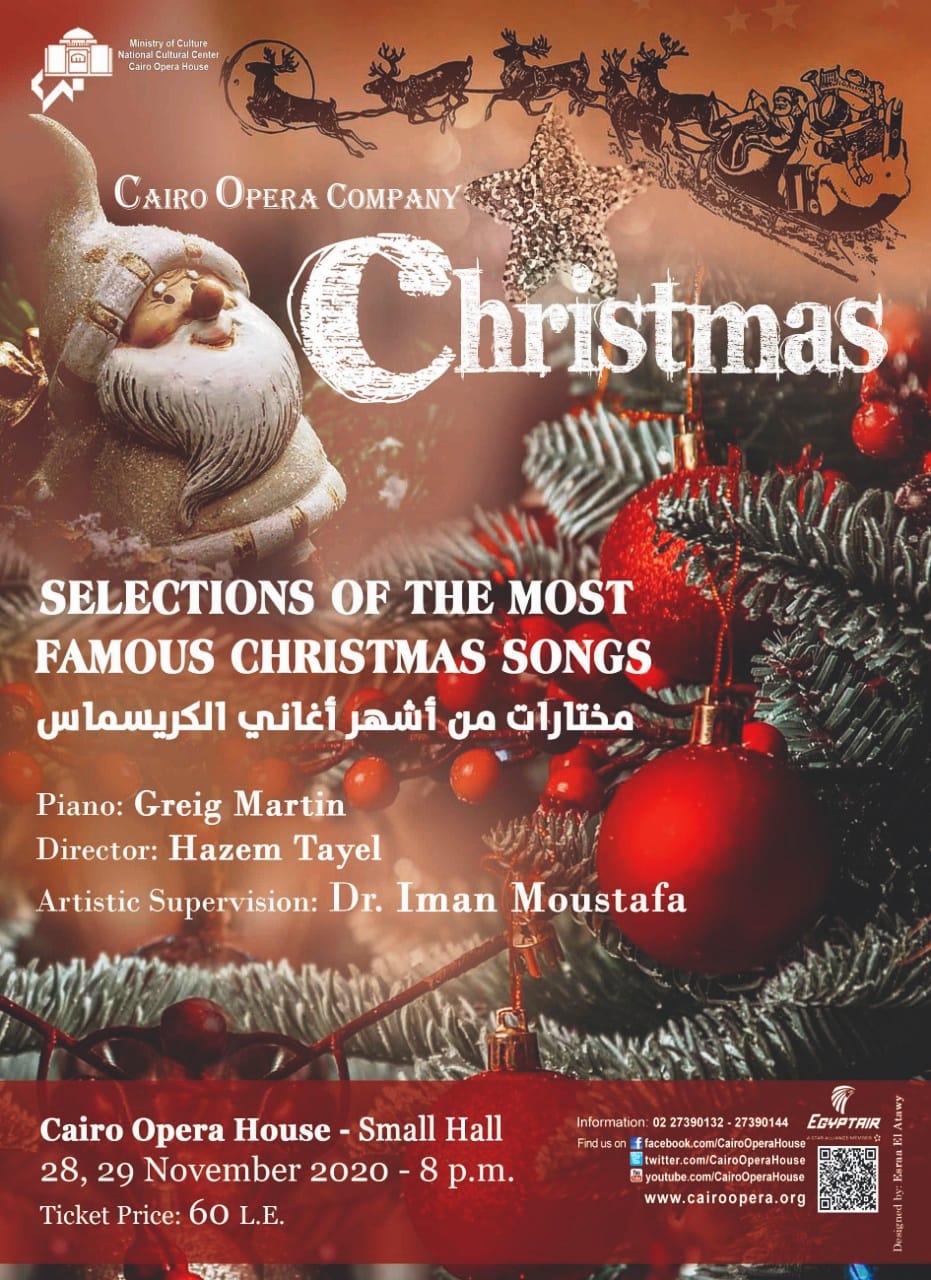 Ministry of Culture
National Cultural Center
Cairo Opera House
CAIRO OPERA COMPANY
Christmas
SELECTIONS OF THE MOST
FAMOUS CHRISTMAS SONGS
مختارات من أشهر أغاني الكريسماس
Piano: Greig Martin
Director: Hazem Tayel
Artistic Supervision: Dr. Iman Moustafa
Cairo Opera House - Small Hall
28, 29 November 2020 - 8 p.m.
Ticket Price: 60 L.E.
Information: 02 27390132 - 27390144
Find us on facebook.com/CairoOperaHouse
twitter.com/CairoOperaHouse
youtube.com/CairoOperaHouse
www.cairoopera.org
EGYPTAIR
A STAR ALLIANCE MEMBER
Designed by: Esraa El Atawy